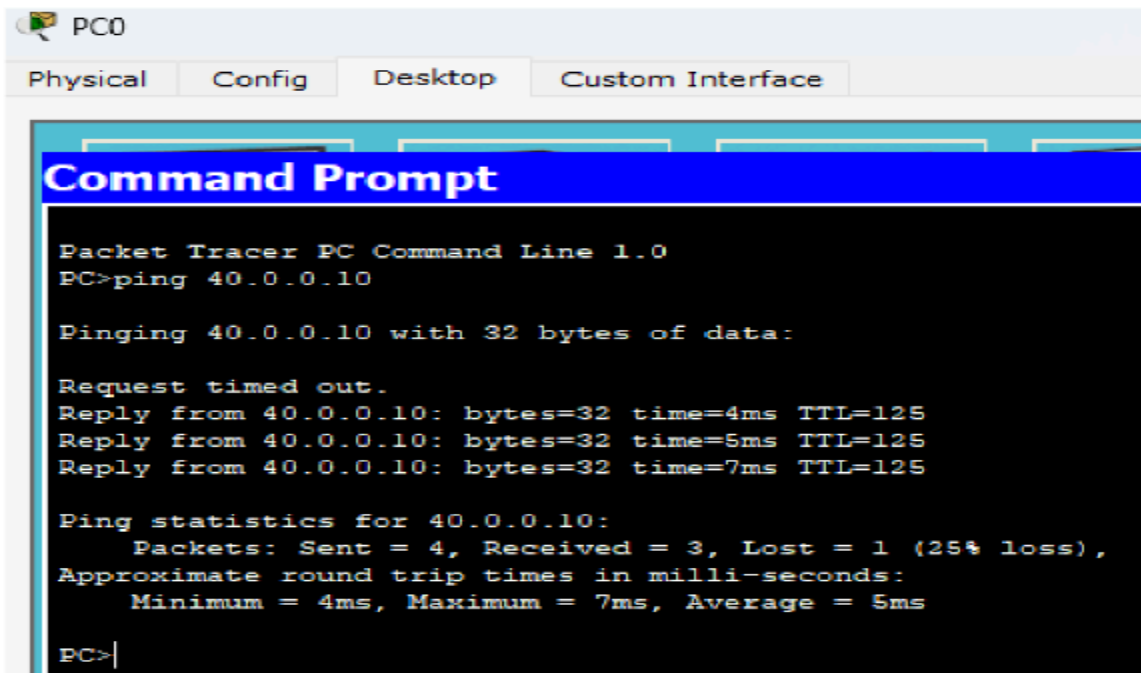 PC0
Physical Config Desktop Custom Interface
Command Prompt
Packet Tracer PC Command Line 1.0
PC>ping 40.0.0.10
Pinging 40.0.0.10 with 32 bytes of data:
Request timed out.
Reply from 40.0.0.10: bytes=32 time=4ms TTL=125
Reply from 40.0.0.10: bytes=32 time=5ms TTL=125
Reply from 40.0.0.10: bytes=32 time=7ms TTL=125
Ping statistics for 40.0.0.10:
Packets: Sent = 4, Received = 3, Lost = 1 (25% loss),
Approximate round trip times in milli-seconds:
Minimum = 4ms, Maximum = 7ms, Average = 5ms
PC>